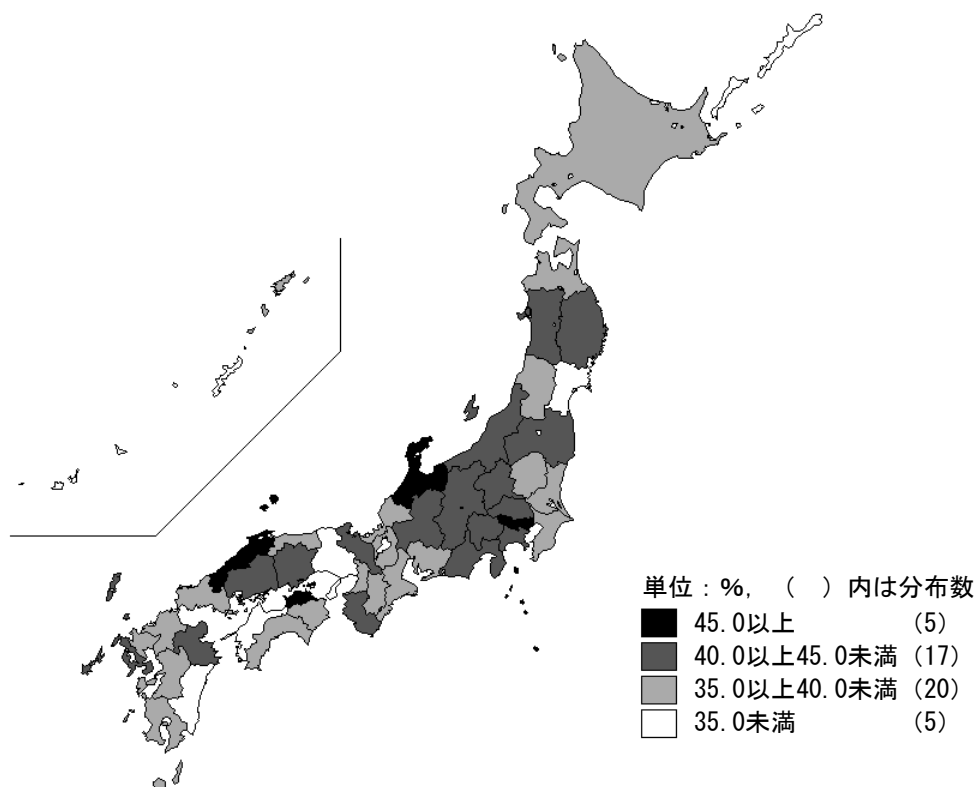 単位：％，（　）内は分布数
45.0以上　（5）
40.0以上45.0未満（17）
35.0以上40.0未満（20）
35.0未満　（5）